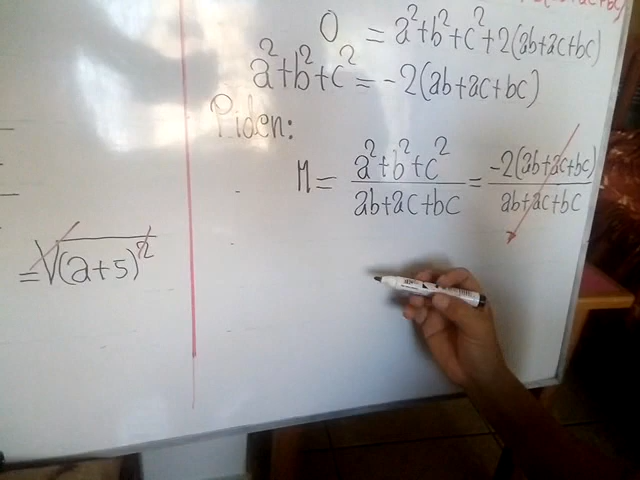 0 = a²+b²+c²+2(ab+ac+bc)
a²+b²+c² = -2(ab+ac+bc)
Piden:
M = a²+b²+c² / ab+ac+bc = -2(ab+ac+bc) / ab+ac+bc
= √(a+5)²